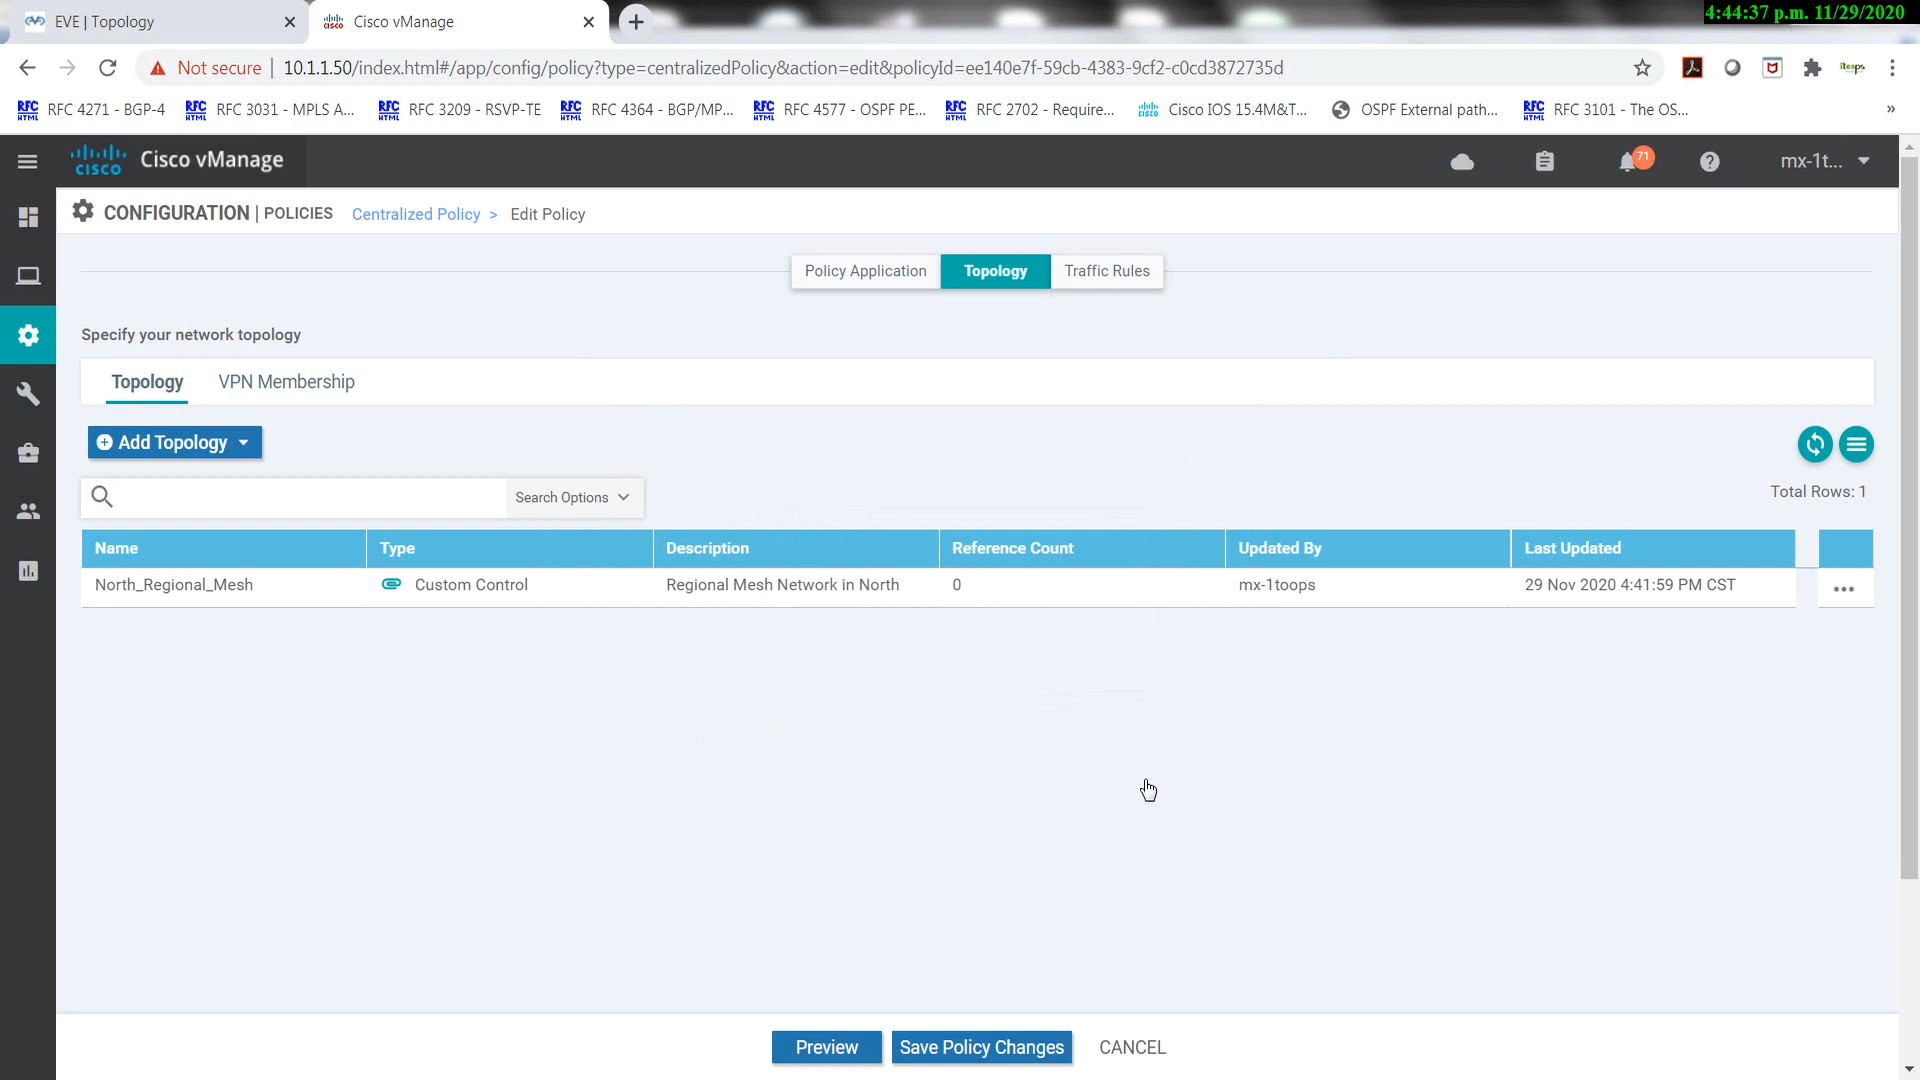 4:44:37 p.m. 11/29/2020
EVE | Topology
Cisco vManage
Not secure | 10.1.1.50/index.html#/app/config/policy?type=centralizedPolicy&action=edit&policyId=ee140e7f-59cb-4383-9cf2-c0cd3872735d
RFC 4271 - BGP-4 RFC 3031 - MPLS A... RFC 3209 - RSVP-TE RFC 4364 - BGP/MP... RFC 4577 - OSPF PE... RFC 2702 - Require... Cisco IOS 15.4M&T... OSPF External path... RFC 3101 - The OS... »
cisco Cisco vManage 71 mx-1t...
CONFIGURATION | POLICIES Centralized Policy > Edit Policy
Policy Application Topology Traffic Rules
Specify your network topology
Topology VPN Membership
Add Topology
Search Options
Total Rows: 1
Name Type Description Reference Count Updated By Last Updated
North_Regional_Mesh Custom Control Regional Mesh Network in North 0 mx-1toops 29 Nov 2020 4:41:59 PM CST
Preview Save Policy Changes CANCEL